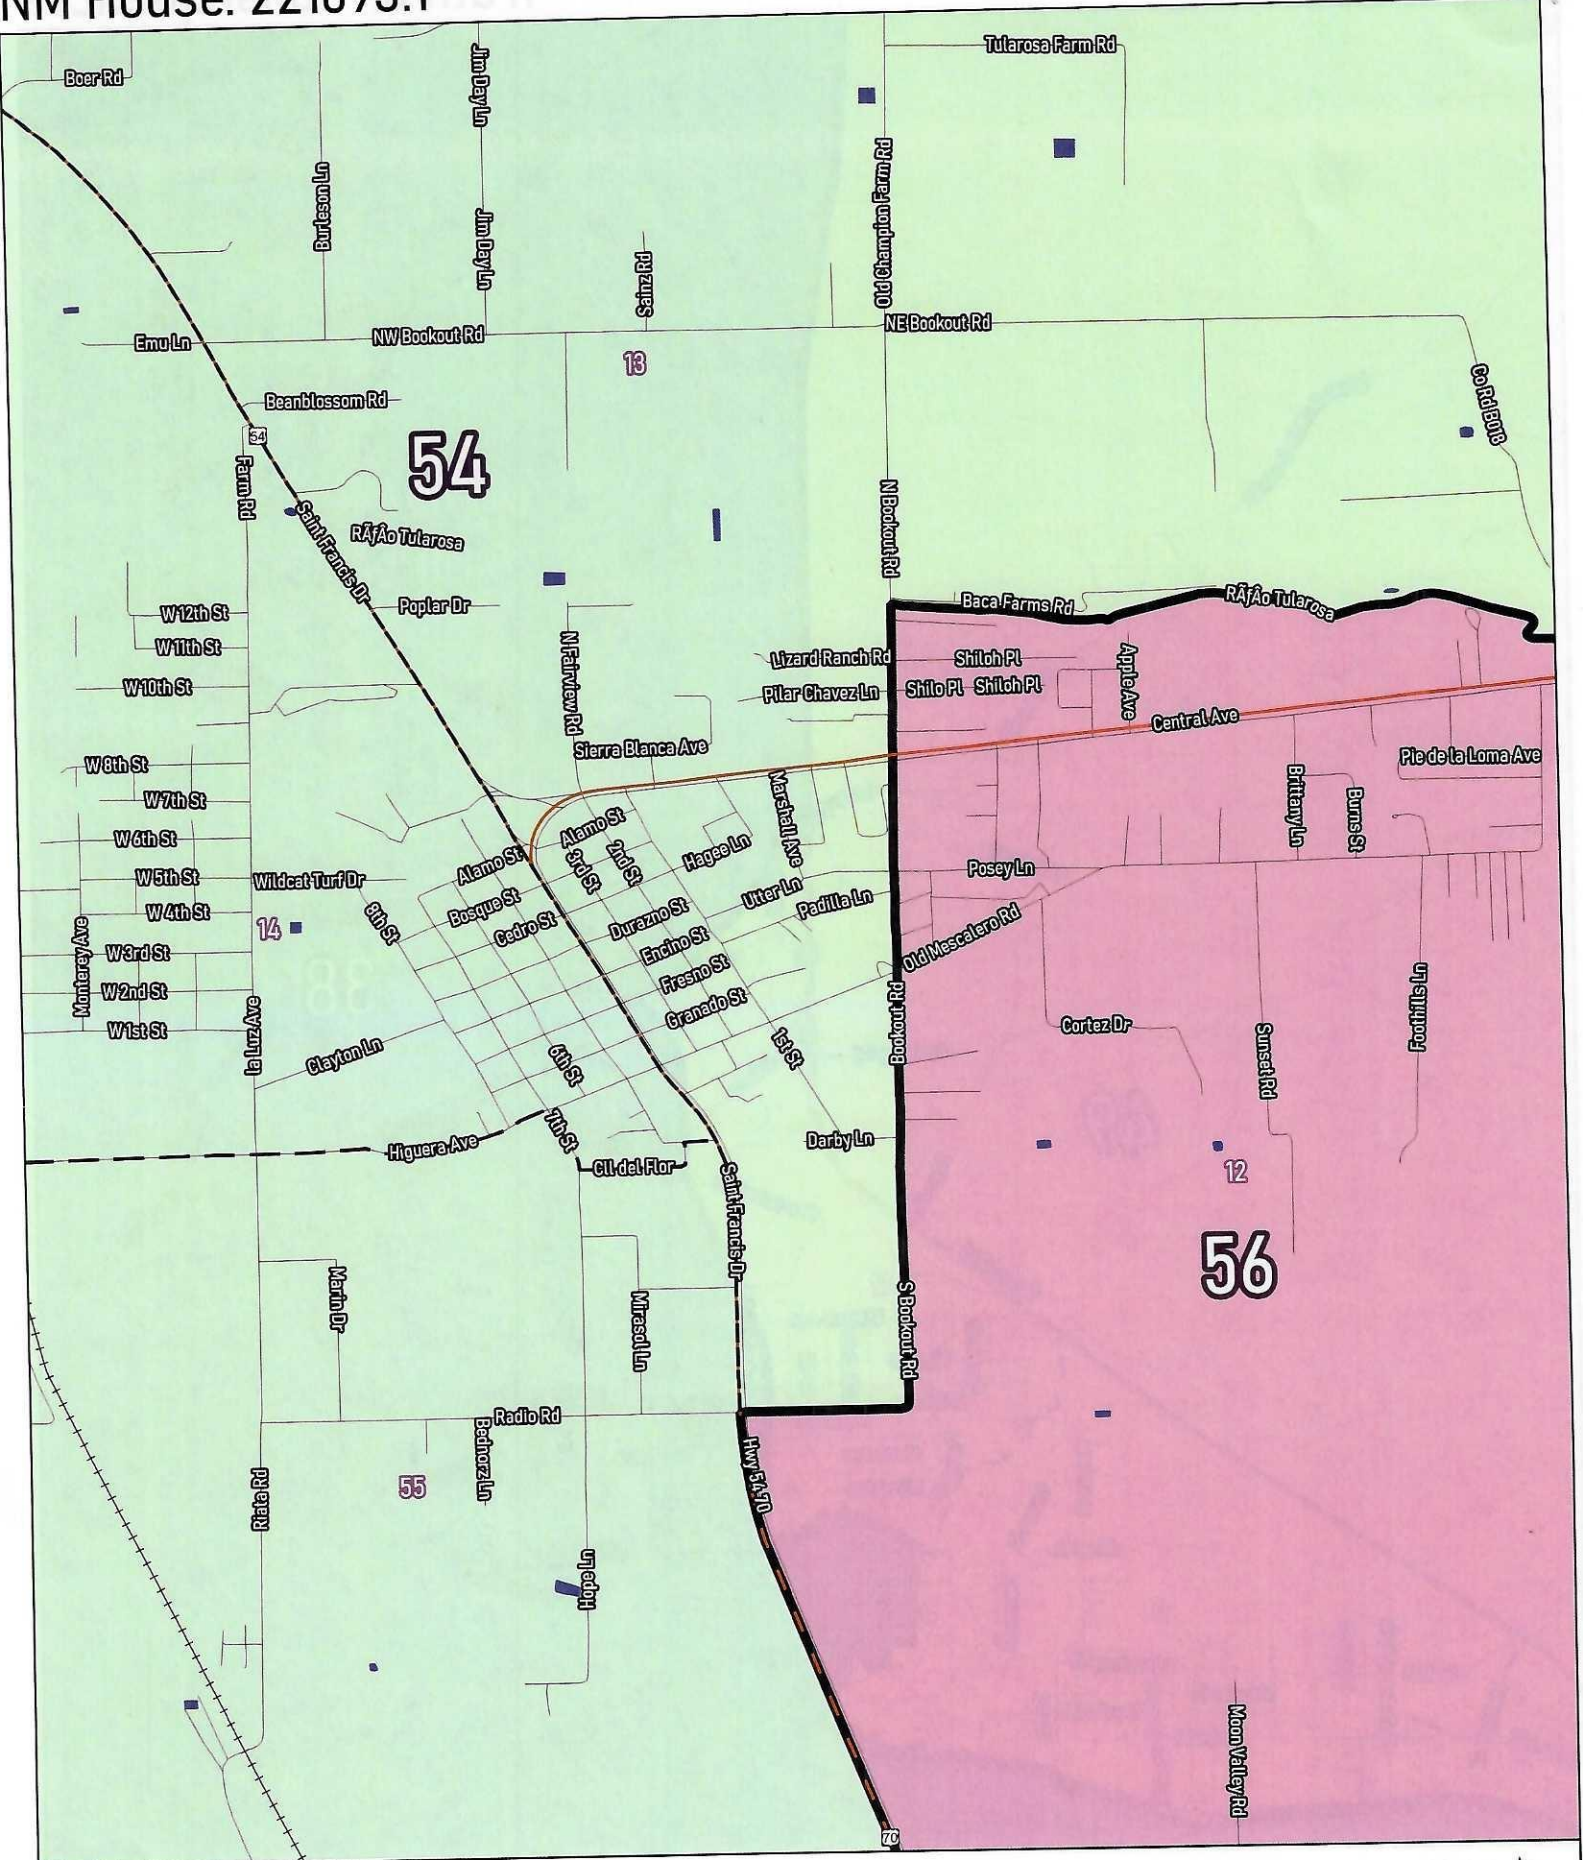 NM House: 221693.1
Boer Rd
Jim Day Ln
Tularosa Farm Rd
Burleson Ln
Jim Day Ln
Sainz Rd
Old Champion Farm Rd
Emu Ln
NW Bookout Rd
NE Bookout Rd
13
Co Rd B018
Beanblossom Rd
54
54
Farm Rd
Saint Francis Dr
RÃƒÂo Tularosa
N Bookout Rd
W 12th St
Poplar Dr
Baca Farms Rd
RÃƒÂo Tularosa
W 11th St
N Fairview Rd
Lizard Ranch Rd
Shiloh Pl
Apple Ave
W 10th St
Pilar Chavez Ln
Shilo Pl
Shiloh Pl
Central Ave
Sierra Blanca Ave
Pie de la Loma Ave
W 8th St
W 7th St
Marshall Ave
Brittany Ln
Burns St
W 6th St
Alamo St
Alamo St
3rd St
2nd St
Hagee Ln
W 5th St
Wildcat Turf Dr
Posey Ln
W 4th St
8th St
Bosque St
Utter Ln
Padilla Ln
14
Cedro St
Durazno St
Monterey Ave
W 3rd St
Encino St
Old Mescalero Rd
W 2nd St
Fresno St
W 1st St
la Luz Ave
Granado St
Bookout Rd
Cortez Dr
Foothills Ln
Clayton Ln
6th St
1st St
Sunset Rd
Higuera Ave
7th St
Darby Ln
Cll del Flor
12
Saint Francis Dr
56
Marin Dr
Mirasol Ln
S Bookout Rd
Radio Rd
Bednorz Ln
Hwy 54 70
55
Riata Rd
Hope Ln
Moon Valley Rd
70